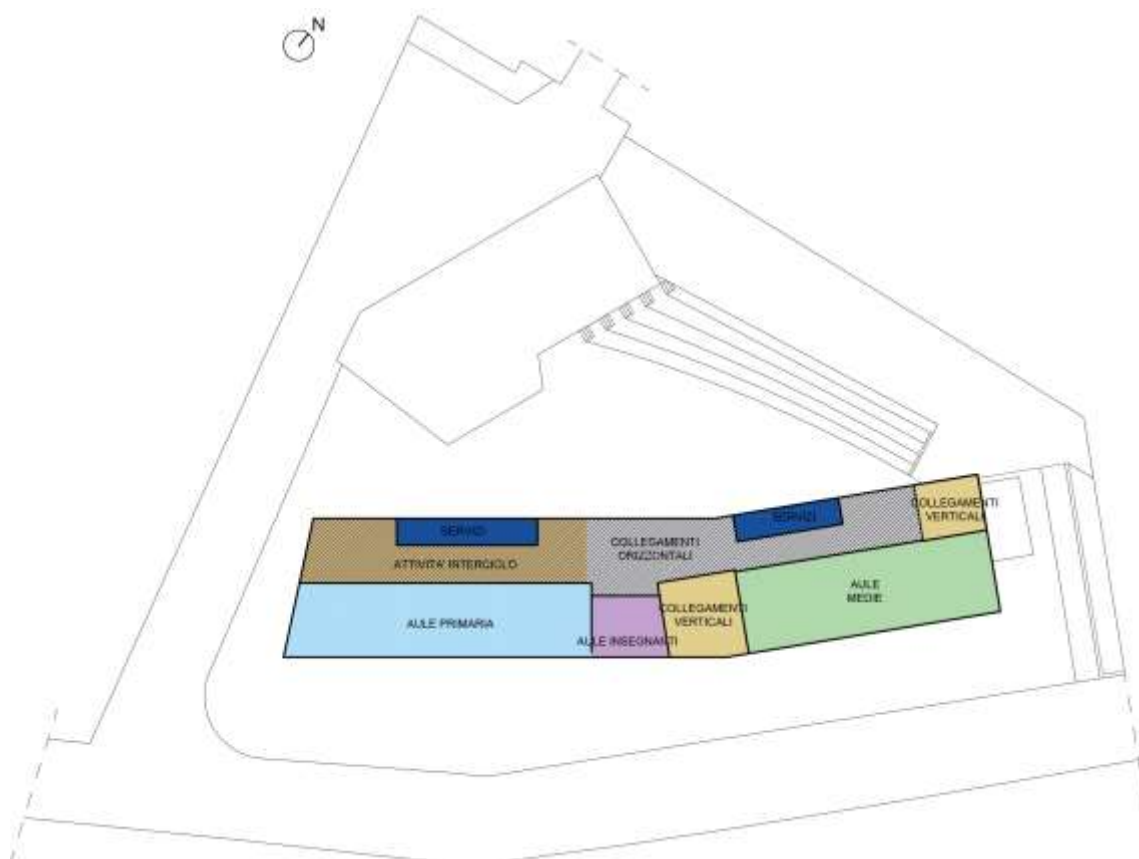 N
SERVIZI
ATTIVITA' INTERCICLO
COLLEGAMENTI
ORIZZONTALI
SERVIZI
COLLEGAMENTI
VERTICALI
AULE PRIMARIA
AULE INSEGNANTI
COLLEGAMENTI
VERTICALI
AULE
MEDIE